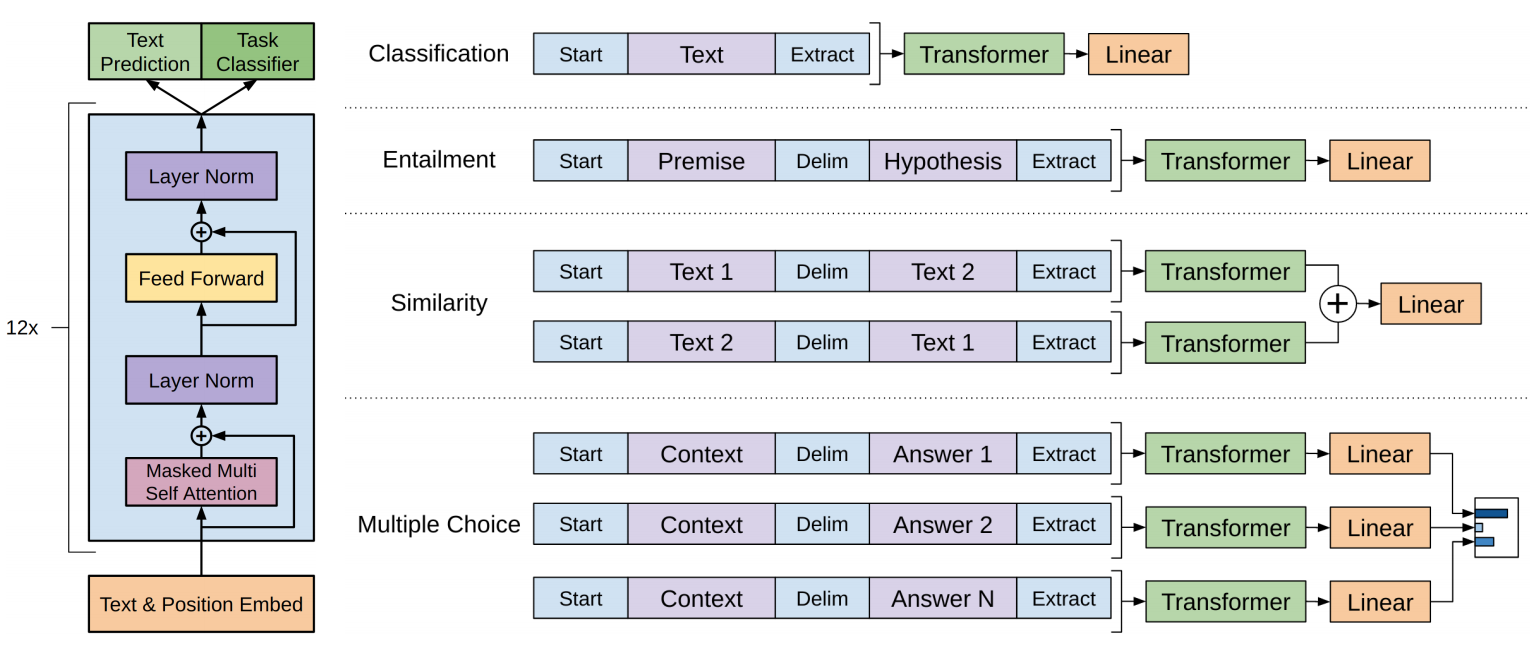 Text
Prediction
Task
Classifier
12x
Layer Norm
+
Feed Forward
Layer Norm
+
Masked Multi
Self Attention
Text & Position Embed
Classification
Start Text Extract Transformer Linear
Entailment
Start Premise Delim Hypothesis Extract Transformer Linear
Similarity
Start Text 1 Delim Text 2 Extract Transformer
+ Linear
Start Text 2 Delim Text 1 Extract Transformer
Multiple Choice
Start Context Delim Answer 1 Extract Transformer Linear
Start Context Delim Answer 2 Extract Transformer Linear
Start Context Delim Answer N Extract Transformer Linear